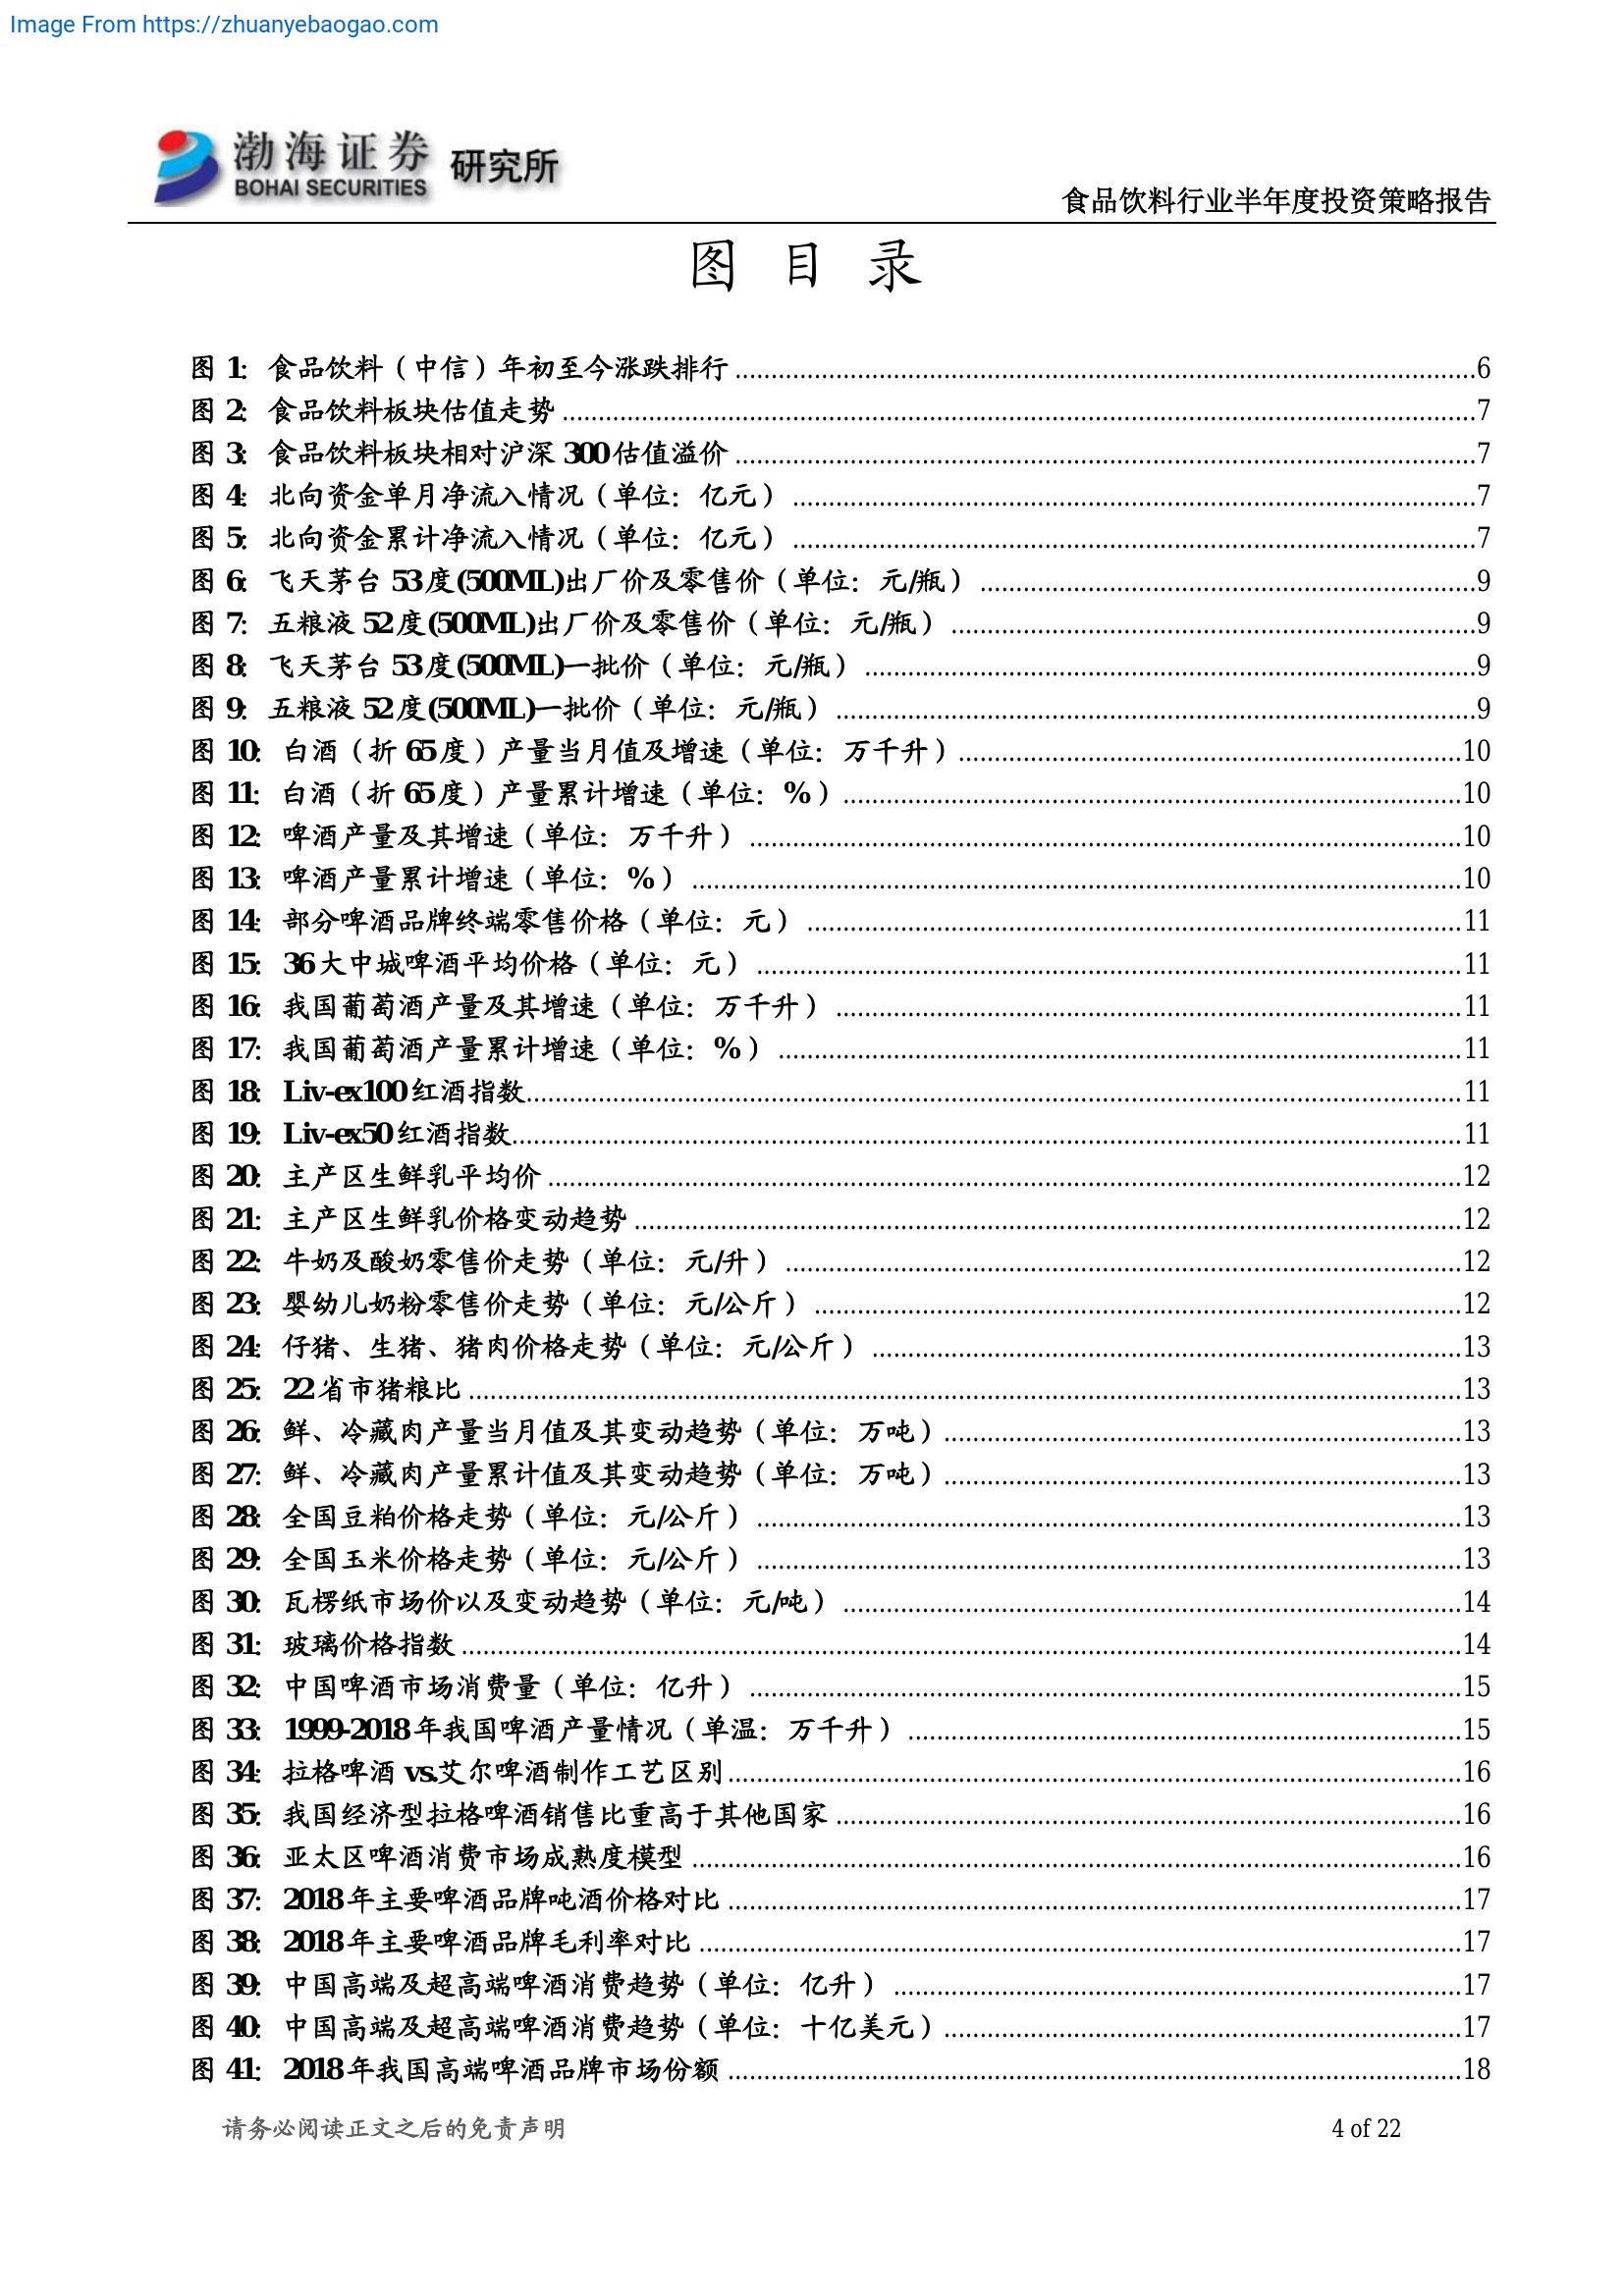 Image From https://zhuanyebaogao.com
渤海证券 研究所
BOHAI SECURITIES
食品饮料行业半年度投资策略报告
图 目 录
图 1: 食品饮料（中信）年初至今涨跌排行 ........ 6
图 2: 食品饮料板块估值走势 ........ 7
图 3: 食品饮料板块相对沪深 300 估值溢价 ........ 7
图 4: 北向资金单月净流入情况（单位：亿元） ........ 7
图 5: 北向资金累计净流入情况（单位：亿元） ........ 7
图 6: 飞天茅台 53 度(500ML)出厂价及零售价（单位：元/瓶） ........ 9
图 7: 五粮液 52 度(500ML)出厂价及零售价（单位：元/瓶） ........ 9
图 8: 飞天茅台 53 度(500ML)一批价（单位：元/瓶） ........ 9
图 9: 五粮液 52 度(500ML)一批价（单位：元/瓶） ........ 9
图 10: 白酒（折 65 度）产量当月值及增速（单位：万千升） ........ 10
图 11: 白酒（折 65 度）产量累计增速（单位：%） ........ 10
图 12: 啤酒产量及其增速（单位：万千升） ........ 10
图 13: 啤酒产量累计增速（单位：%） ........ 10
图 14: 部分啤酒品牌终端零售价格（单位：元） ........ 11
图 15: 36 大中城啤酒平均价格（单位：元） ........ 11
图 16: 我国葡萄酒产量及其增速（单位：万千升） ........ 11
图 17: 我国葡萄酒产量累计增速（单位：%） ........ 11
图 18: Liv-ex100 红酒指数 ........ 11
图 19: Liv-ex50 红酒指数 ........ 11
图 20: 主产区生鲜乳平均价 ........ 12
图 21: 主产区生鲜乳价格变动趋势 ........ 12
图 22: 牛奶及酸奶零售价走势（单位：元/升） ........ 12
图 23: 婴幼儿奶粉零售价走势（单位：元/公斤） ........ 12
图 24: 仔猪、生猪、猪肉价格走势（单位：元/公斤） ........ 13
图 25: 22 省市猪粮比 ........ 13
图 26: 鲜、冷藏肉产量当月值及其变动趋势（单位：万吨） ........ 13
图 27: 鲜、冷藏肉产量累计值及其变动趋势（单位：万吨） ........ 13
图 28: 全国豆粕价格走势（单位：元/公斤） ........ 13
图 29: 全国玉米价格走势（单位：元/公斤） ........ 13
图 30: 瓦楞纸市场价以及变动趋势（单位：元/吨） ........ 14
图 31: 玻璃价格指数 ........ 14
图 32: 中国啤酒市场消费量（单位：亿升） ........ 15
图 33: 1999-2018 年我国啤酒产量情况（单温：万千升） ........ 15
图 34: 拉格啤酒 vs.艾尔啤酒制作工艺区别 ........ 16
图 35: 我国经济型拉格啤酒销售比重高于其他国家 ........ 16
图 36: 亚太区啤酒消费市场成熟度模型 ........ 16
图 37: 2018 年主要啤酒品牌吨酒价格对比 ........ 17
图 38: 2018 年主要啤酒品牌毛利率对比 ........ 17
图 39: 中国高端及超高端啤酒消费趋势（单位：亿升） ........ 17
图 40: 中国高端及超高端啤酒消费趋势（单位：十亿美元） ........ 17
图 41: 2018 年我国高端啤酒品牌市场份额 ........ 18
请务必阅读正文之后的免责声明 4 of 22